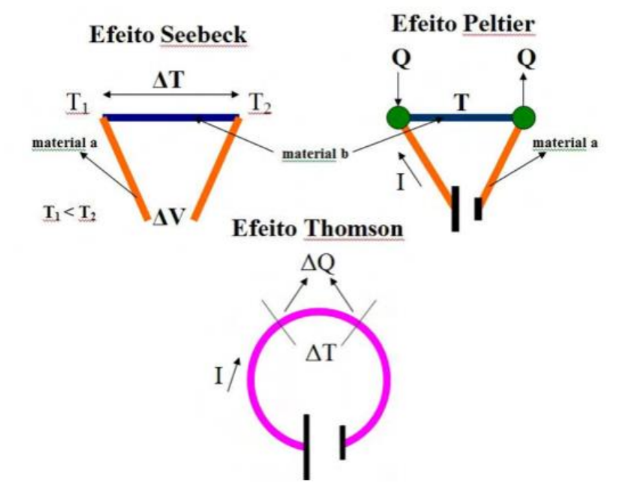 Efeito Seebeck
ΔT
T₁
T₂
material a
material b
T₁ < T₂
ΔV
Efeito Peltier
Q
Q
T
material a
I
Efeito Thomson
ΔQ
ΔT
I